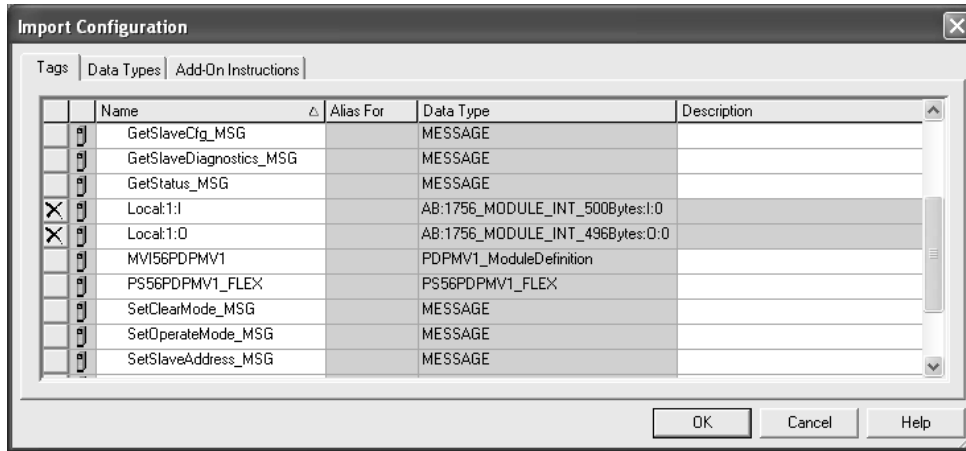 Import Configuration
Tags Data Types Add-On Instructions
Name Alias For Data Type Description
GetSlaveCfg_MSG MESSAGE
GetSlaveDiagnostics_MSG MESSAGE
GetStatus_MSG MESSAGE
Local:1:I AB:1756_MODULE_INT_500Bytes:I:0
Local:1:O AB:1756_MODULE_INT_496Bytes:O:0
MVI56PDPMV1 PDPMV1_ModuleDefinition
PS56PDPMV1_FLEX PS56PDPMV1_FLEX
SetClearMode_MSG MESSAGE
SetOperateMode_MSG MESSAGE
SetSlaveAddress_MSG MESSAGE
OK Cancel Help